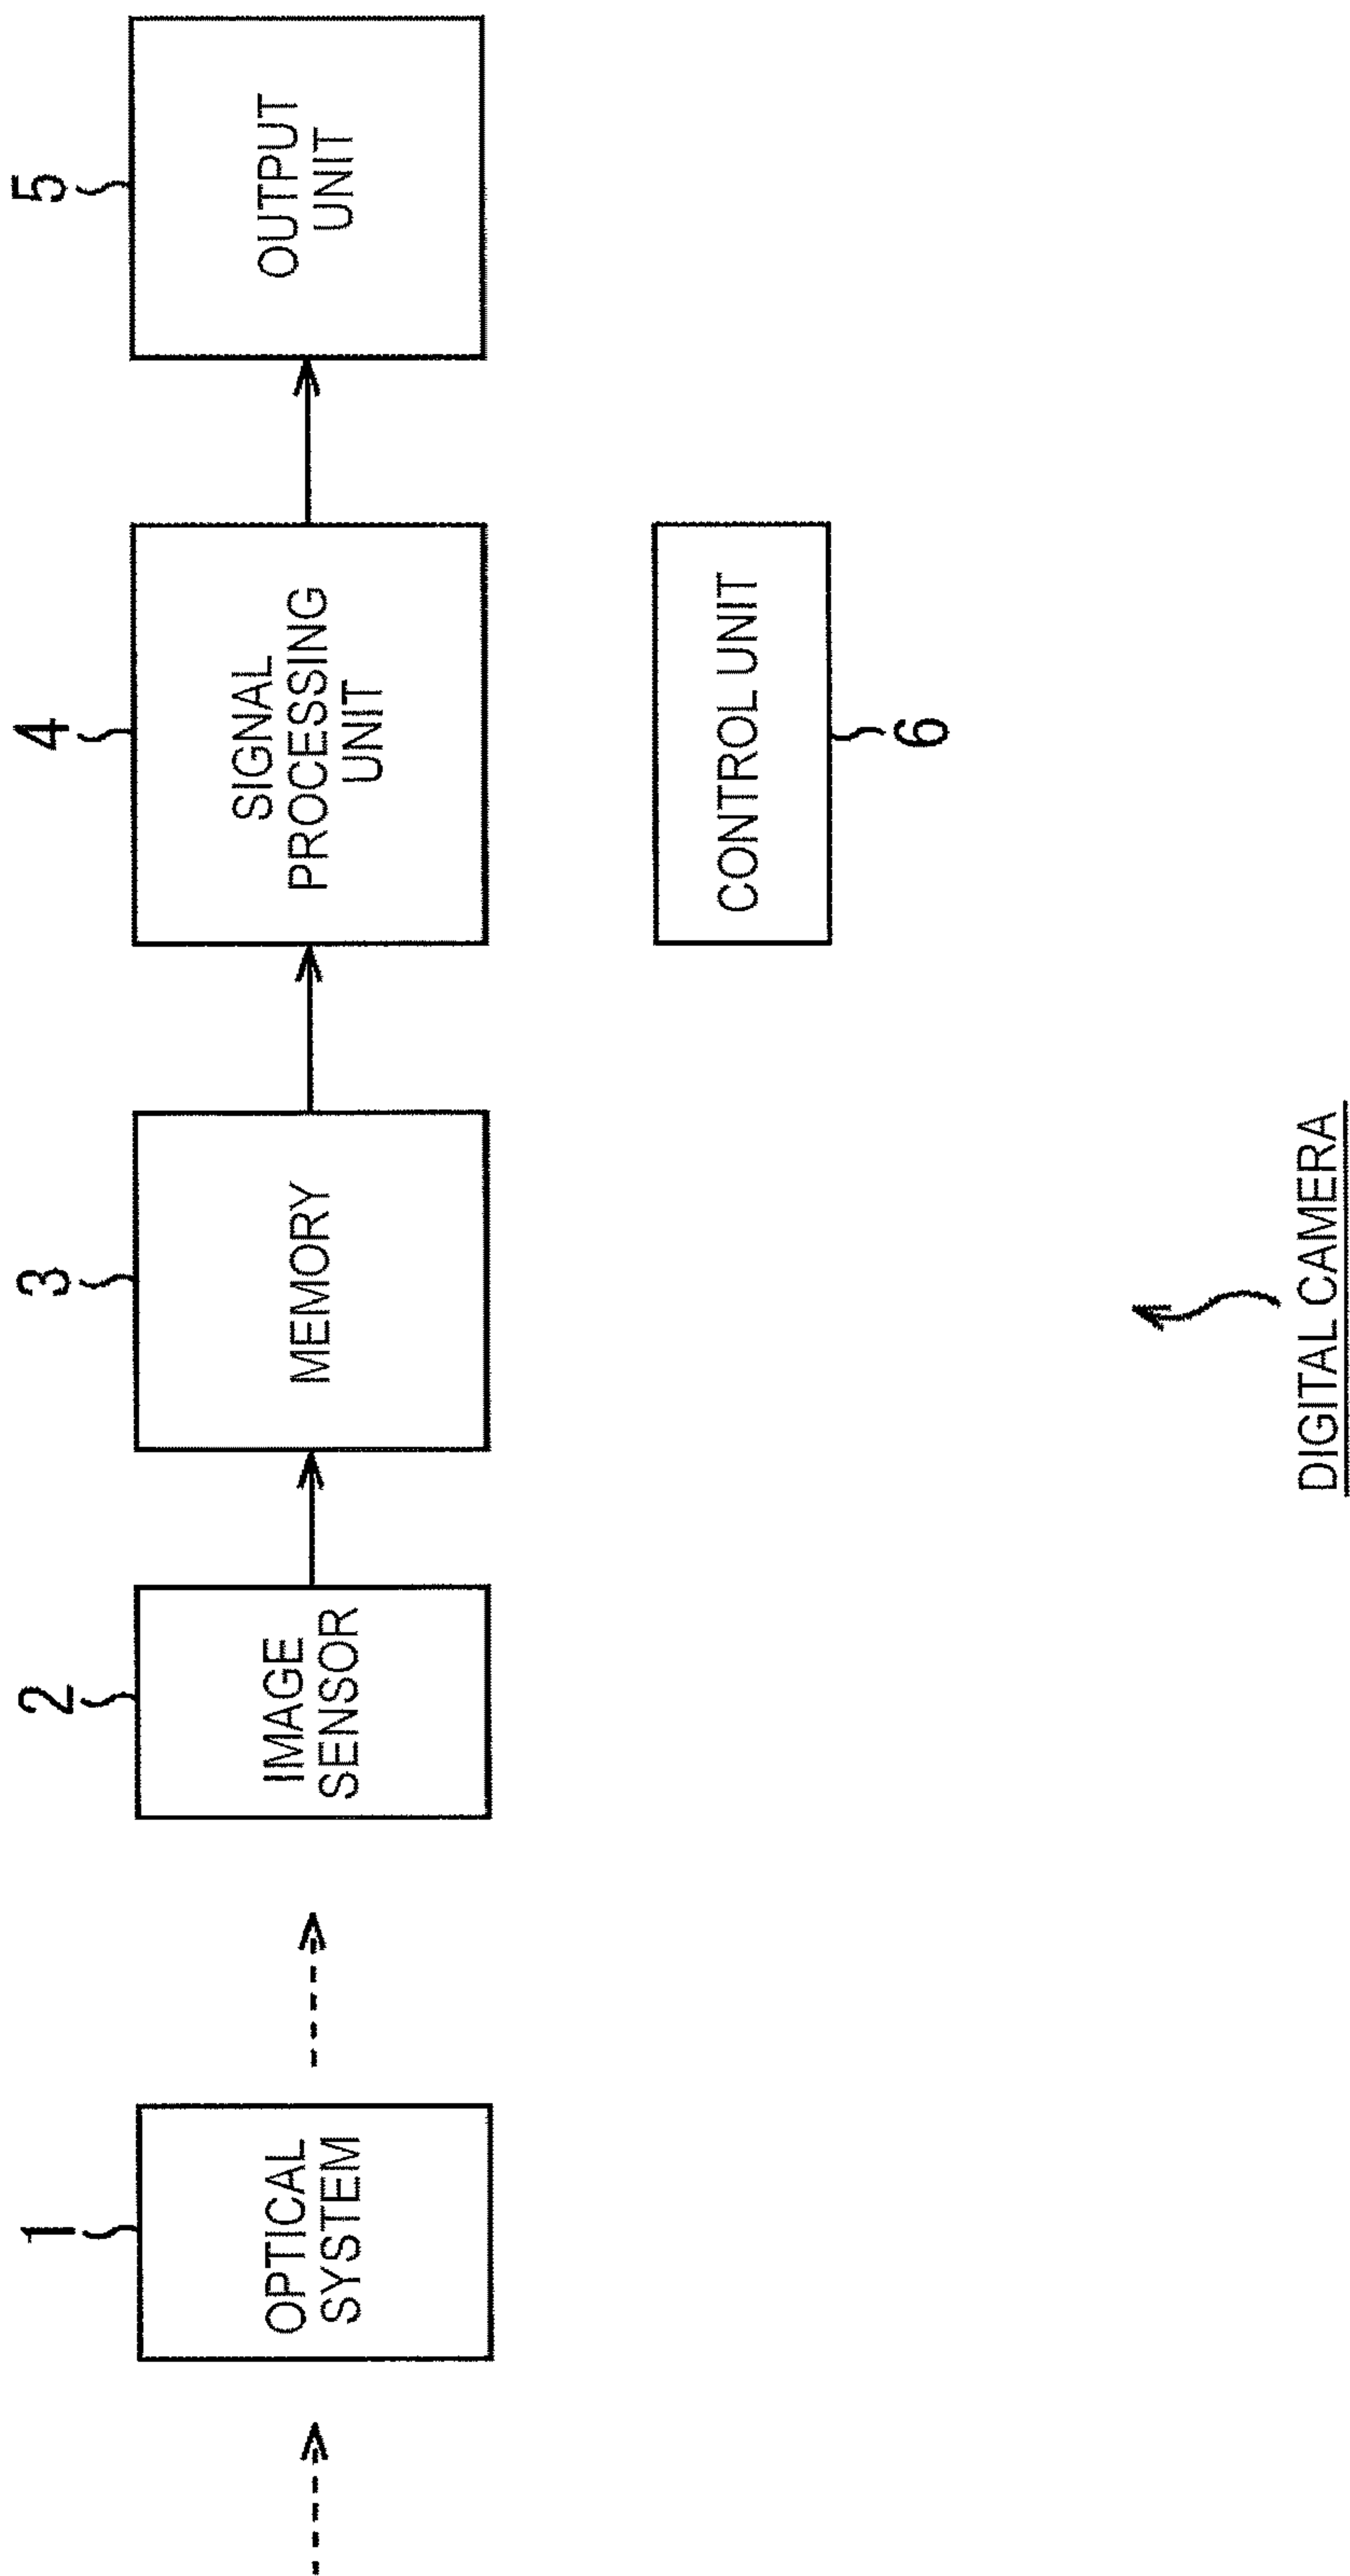 1
OPTICAL
SYSTEM
2
IMAGE
SENSOR
3
MEMORY
4
SIGNAL
PROCESSING
UNIT
5
OUTPUT
UNIT
CONTROL UNIT
6
DIGITAL CAMERA